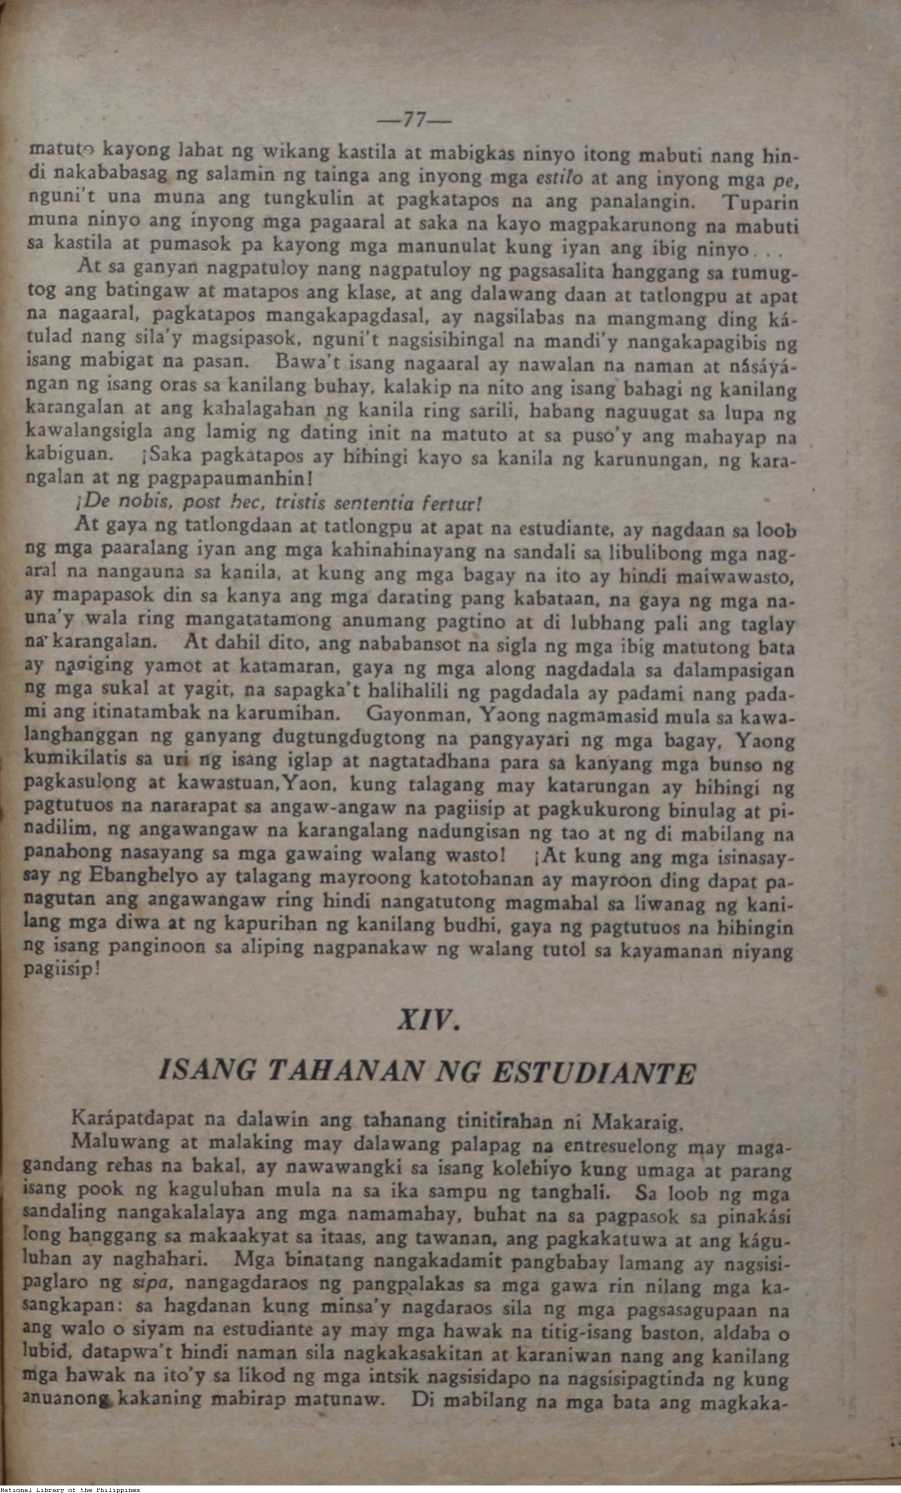 —77—
matuto kayong lahat ng wikang kastila at mabigkas ninyo itong mabuti nang hin-
di nakababasag ng salamin ng tainga ang inyong mga estilo at ang inyong mga pe,
nguni't una muna ang tungkulin at pagkatapos na ang panalangin. Tuparin
muna ninyo ang inyong mga pagaaral at saka na kayo magpakarunong na mabuti
sa kastila at pumasok pa kayong mga manunulat kung iyan ang ibig ninyo...
At sa ganyan nagpatuloy nang nagpatuloy ng pagsasalita hanggang sa tumug-
tog ang batingaw at matapos ang klase, at ang dalawang daan at tatlongpu at apat
na nagaaral, pagkatapos mangakapagdasal, ay nagsilabas na mangmang ding ká-
tulad nang sila'y magsipasok, nguni't nagsisihingal na mandi'y nangakapagibis ng
isang mabigat na pasan. Bawa't isang nagaaral ay nawalan na naman at násáyá-
ngan ng isang oras sa kanilang buhay, kalakip na nito ang isang bahagi ng kanilang
karangalan at ang kahalagahan ng kanila ring sarili, habang naguugat sa lupa ng
kawalangsigla ang lamig ng dating init na matuto at sa puso'y ang mahayap na
kabiguan. ¡Saka pagkatapos ay hihingi kayo sa kanila ng karunungan, ng kara-
ngalan at ng pagpapaumanhin!
¡De nobis, post hec, tristis sententia fertur!
At gaya ng tatlongdaan at tatlongpu at apat na estudiante, ay nagdaan sa loob
ng mga paaralang iyan ang mga kahinahinayang na sandali sa libulibong mga nag-
aral na nangauna sa kanila, at kung ang mga bagay na ito ay hindi maiwawasto,
ay mapapasok din sa kanya ang mga darating pang kabataan, na gaya ng mga na-
una'y wala ring mangatatamong anumang pagtino at di lubhang pali ang taglay
na karangalan. At dahil dito, ang nababansot na sigla ng mga ibig matutong bata
ay nagiging yamot at katamaran, gaya ng mga along nagdadala sa dalampasigan
ng mga sukal at yagit, na sapagka't halihalili ng pagdadala ay padami nang pada-
mi ang itinatambak na karumihan. Gayonman, Yaong nagmamasid mula sa kawa-
langhanggan ng ganyang dugtungdugtong na pangyayari ng mga bagay, Yaong
kumikilatis sa uri ng isang iglap at nagtatadhana para sa kanyang mga bunso ng
pagkasulong at kawastuan,Yaon, kung talagang may katarungan ay hihingi ng
pagtutuos na nararapat sa angaw-angaw na pagiisip at pagkukurong binulag at pi-
nadilim, ng angawangaw na karangalang nadungisan ng tao at ng di mabilang na
panahong nasayang sa mga gawaing walang wasto! ¡At kung ang mga isinasay-
say ng Ebanghelyo ay talagang mayroong katotohanan ay mayroon ding dapat pa-
nagutan ang angawangaw ring hindi nangatutong magmahal sa liwanag ng kani-
lang mga diwa at ng kapurihan ng kanilang budhi, gaya ng pagtutuos na hihingin
ng isang panginoon sa aliping nagpanakaw ng walang tutol sa kayamanan niyang
pagiisip!
XIV.
ISANG TAHANAN NG ESTUDIANTE
Karápatdapat na dalawin ang tahanang tinitirahan ni Makaraig.
Maluwang at malaking may dalawang palapag na entresuelong may maga-
gandang rehas na bakal, ay nawawangki sa isang kolehiyo kung umaga at parang
isang pook ng kaguluhan mula na sa ika sampu ng tanghali. Sa loob ng mga
sandaling nangakalalaya ang mga namamahay, buhat na sa pagpasok sa pinakási
long hanggang sa makaakyat sa itaas, ang tawanan, ang pagkakatuwa at ang kágu-
luhan ay naghahari. Mga binatang nangakadamit pangbabay lamang ay nagsisi-
paglaro ng sipa, nangagdaraos ng pangpalakas sa mga gawa rin nilang mga ka-
sangkapan: sa hagdanan kung minsa'y nagdaraos sila ng mga pagsasagupaan na
ang walo o siyam na estudiante ay may mga hawak na titig-isang baston, aldaba o
lubid, datapwa't hindi naman sila nagkakasakitan at karaniwan nang ang kanilang
mga hawak na ito'y sa likod ng mga intsik nagsisidapo na nagsisipagtinda ng kung
anuanong kakaning mahirap matunaw. Di mabilang na mga bata ang magkaka-
National Library of the Philippines